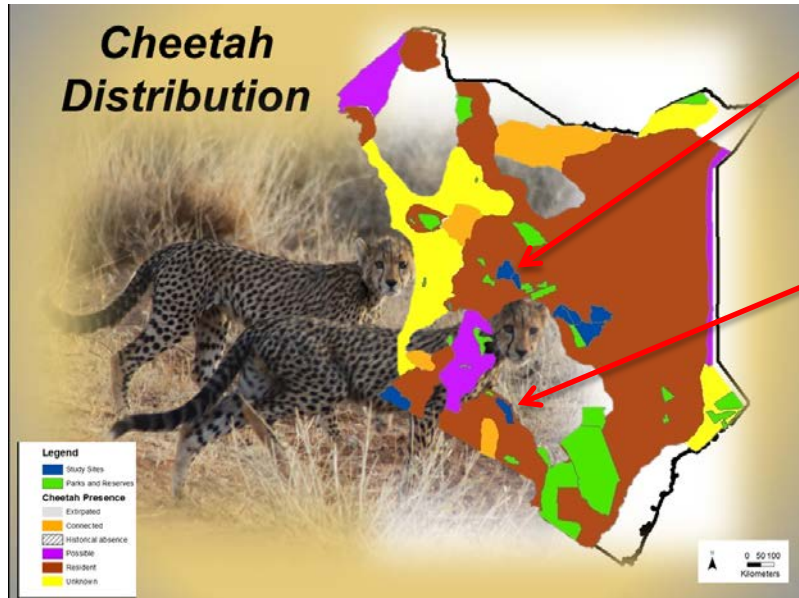 Cheetah
Distribution
Legend
Study Sites
Parks and Reserves
Cheetah Presence
Extirpated
Connected
Historical absence
Possible
Resident
Unknown
N
0 50 100
Kilometers